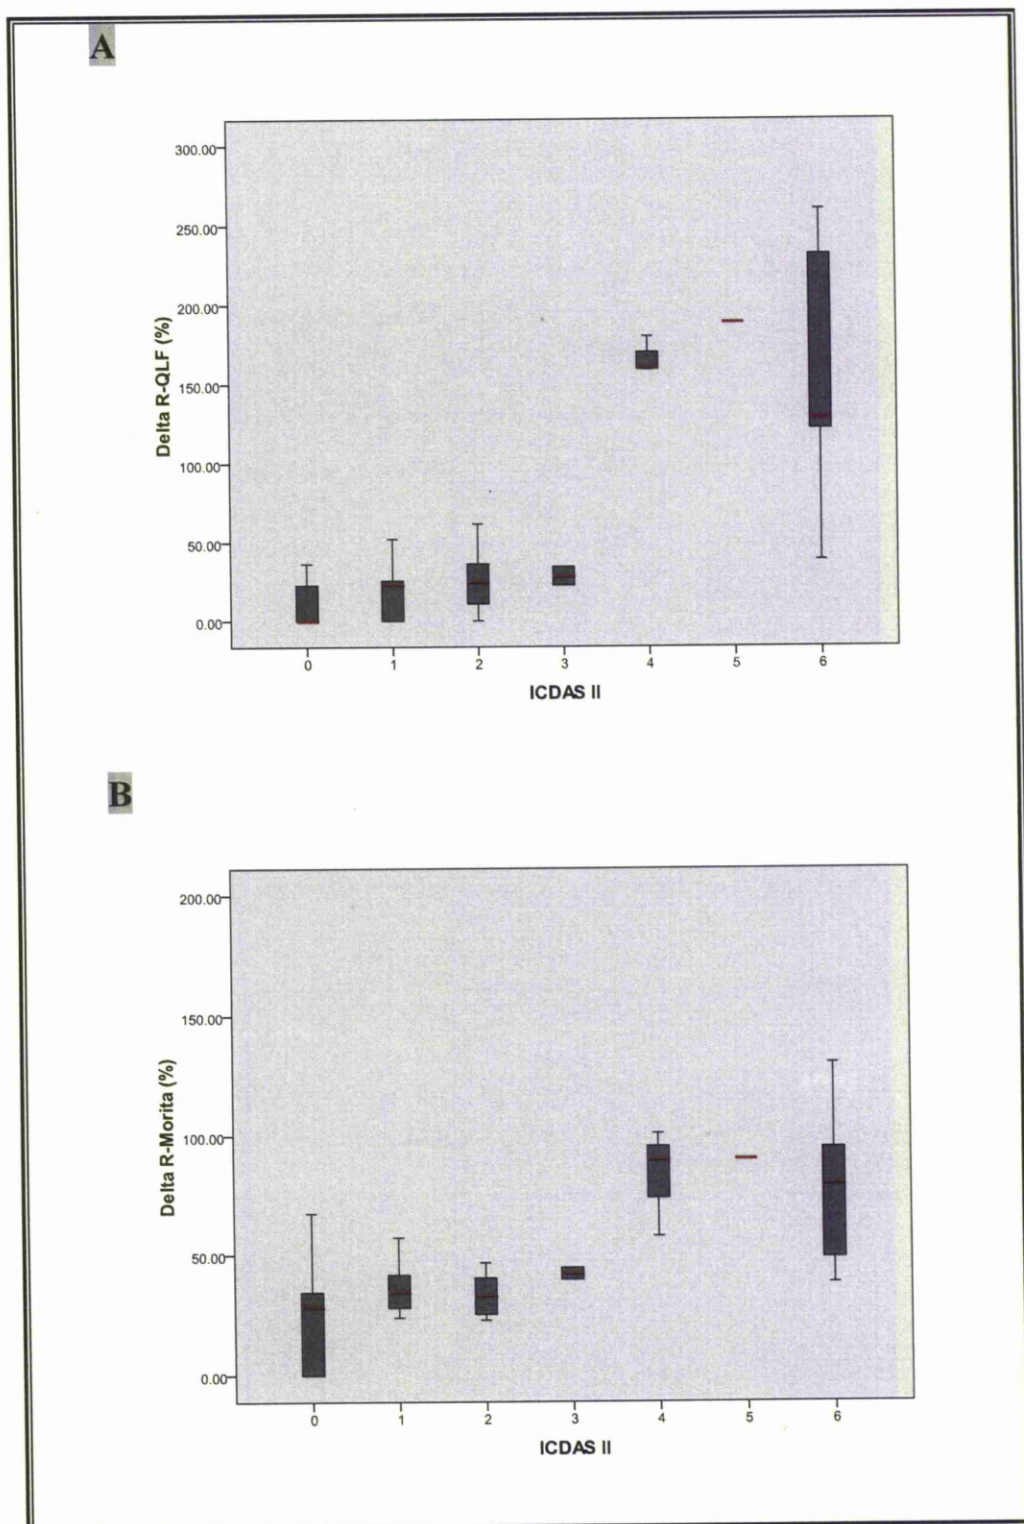 A
300.00
250.00
200.00
150.00
100.00
50.00
0.00
Delta R-QLF (%)
0 1 2 3 4 5 6
ICDAS II
B
200.00
150.00
100.00
50.00
0.00
Delta R-Morita (%)
0 1 2 3 4 5 6
ICDAS II